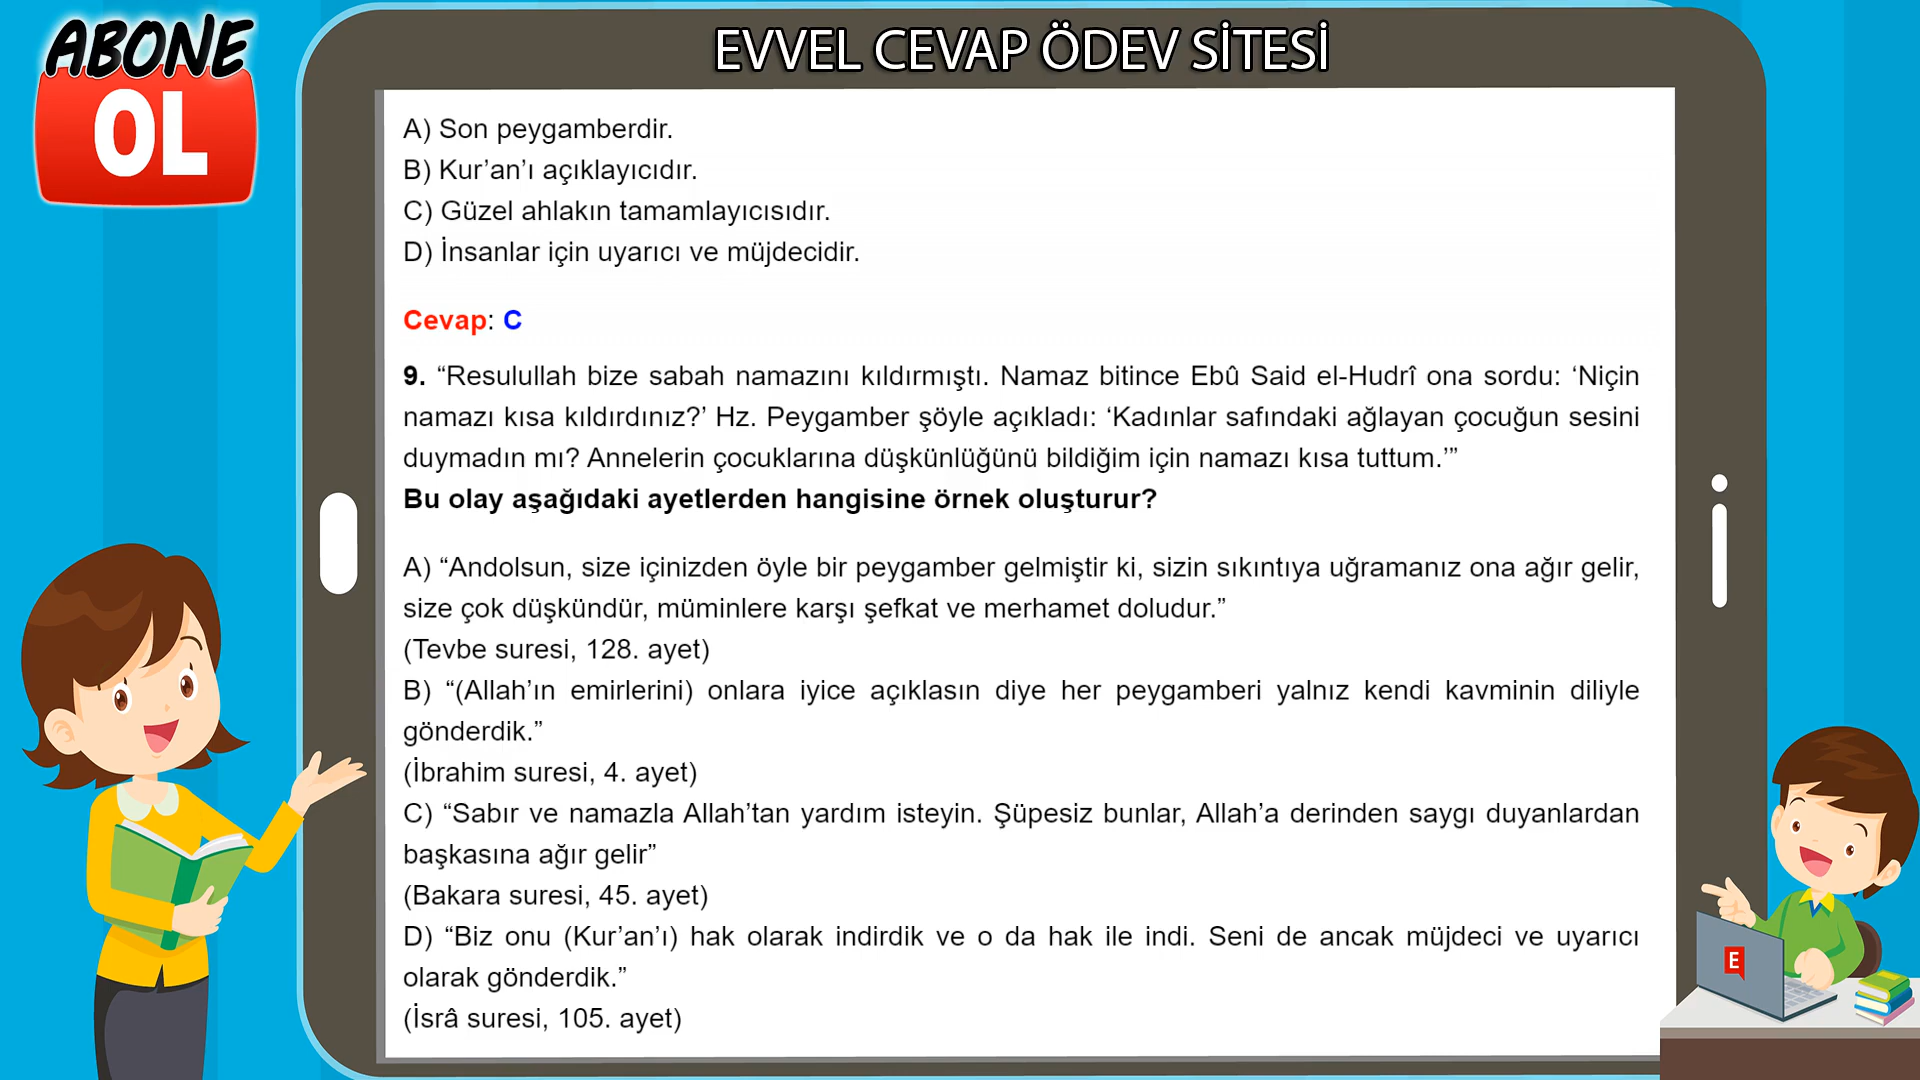 ABONE
OL
EVVEL CEVAP ÖDEV SİTESİ
A) Son peygamberdir.
B) Kur’an’ı açıklayıcıdır.
C) Güzel ahlakın tamamlayıcısıdır.
D) İnsanlar için uyarıcı ve müjdecidir.
Cevap: C
9. “Resulullah bize sabah namazını kıldırmıştı. Namaz bitince Ebû Said el-Hudrî ona sordu: ‘Niçin
namazı kısa kıldırdınız?’ Hz. Peygamber şöyle açıkladı: ‘Kadınlar safındaki ağlayan çocuğun sesini
duymadın mı? Annelerin çocuklarına düşkünlüğünü bildiğim için namazı kısa tuttum.’”
Bu olay aşağıdaki ayetlerden hangisine örnek oluşturur?
A) “Andolsun, size içinizden öyle bir peygamber gelmiştir ki, sizin sıkıntıya uğramanız ona ağır gelir,
size çok düşkündür, müminlere karşı şefkat ve merhamet doludur.”
(Tevbe suresi, 128. ayet)
B) “(Allah’ın emirlerini) onlara iyice açıklasın diye her peygamberi yalnız kendi kavminin diliyle
gönderdik.”
(İbrahim suresi, 4. ayet)
C) “Sabır ve namazla Allah’tan yardım isteyin. Şüpesiz bunlar, Allah’a derinden saygı duyanlardan
başkasına ağır gelir”
(Bakara suresi, 45. ayet)
D) “Biz onu (Kur’an’ı) hak olarak indirdik ve o da hak ile indi. Seni de ancak müjdeci ve uyarıcı
olarak gönderdik.”
(İsrâ suresi, 105. ayet)
E